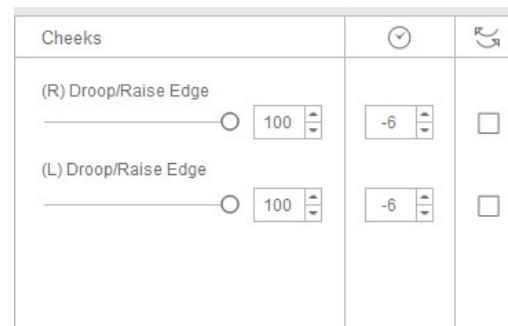 Cheeks
(R) Droop/Raise Edge
100 -6
(L) Droop/Raise Edge
100 -6